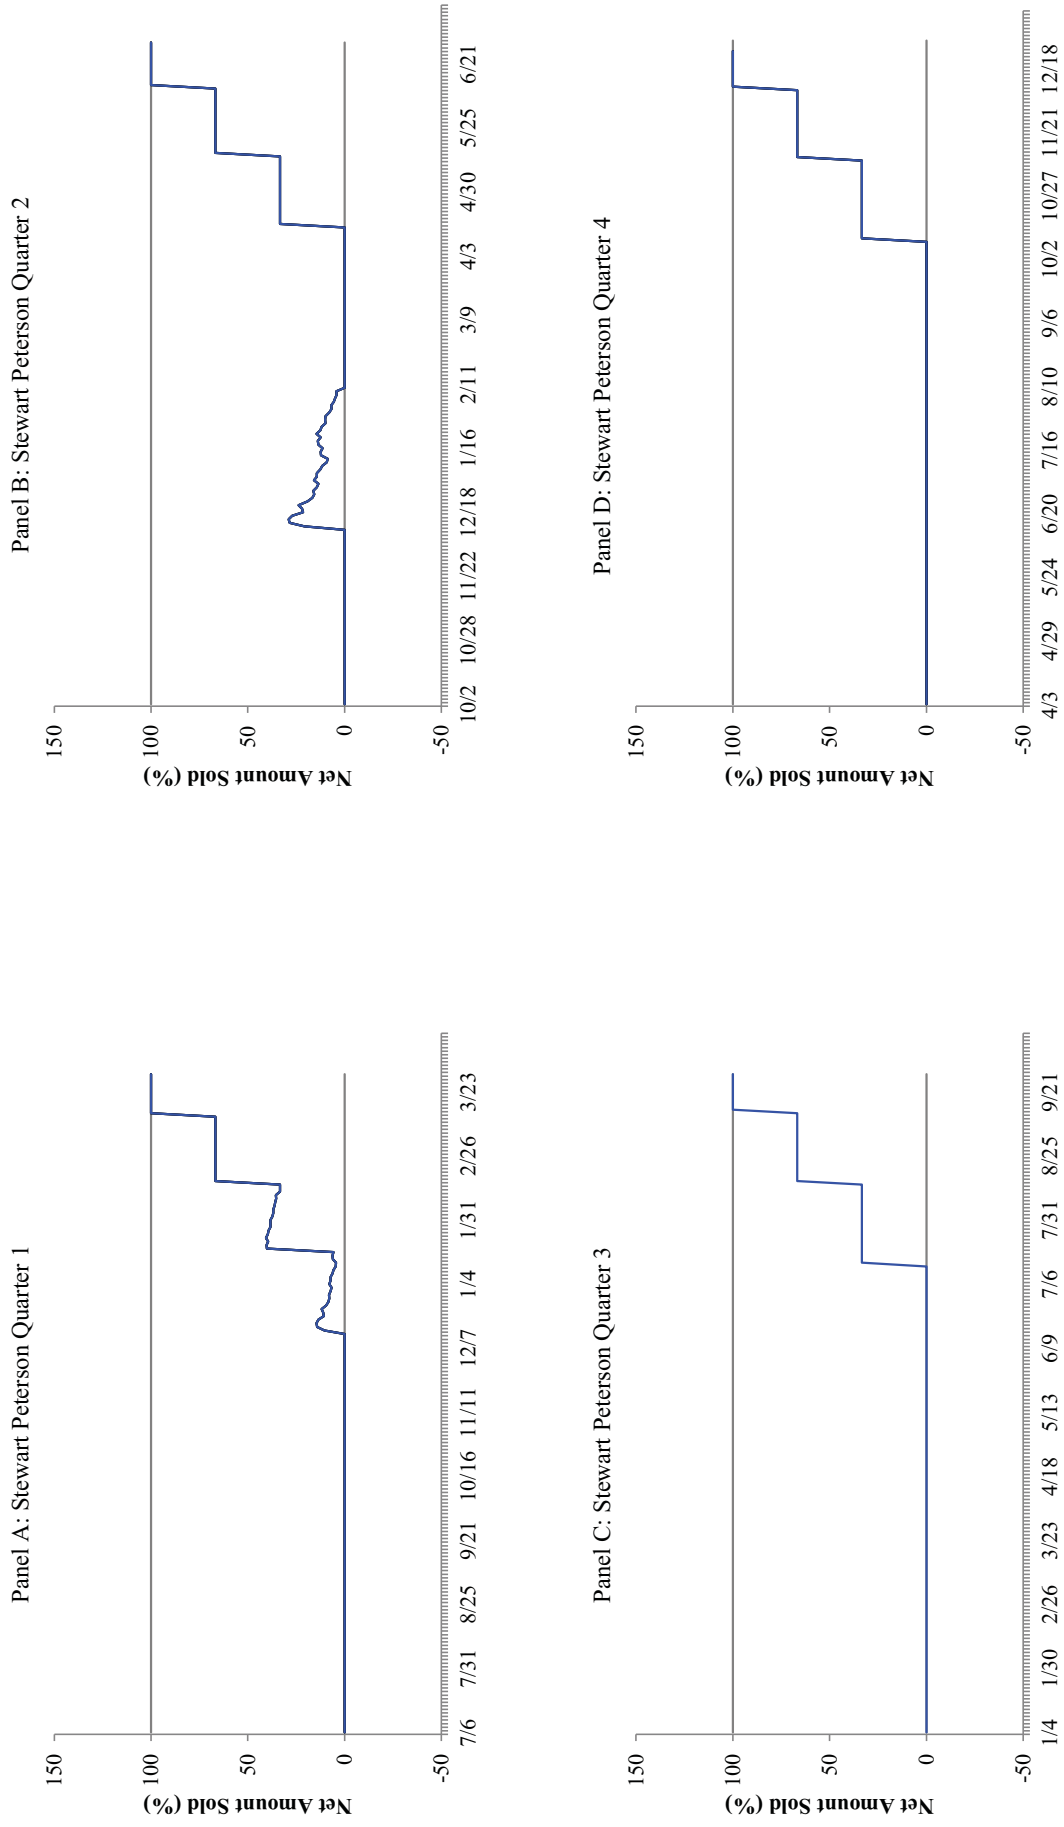 Panel A: Stewart Peterson Quarter 1
Net Amount Sold (%)
150
100
50
0
-50
7/6 7/31 8/25 9/21 10/16 11/11 12/7 1/4 1/31 2/26 3/23
Panel B: Stewart Peterson Quarter 2
Net Amount Sold (%)
150
100
50
0
-50
10/2 10/28 11/22 12/18 1/16 2/11 3/9 4/3 4/30 5/25 6/21
Panel C: Stewart Peterson Quarter 3
Net Amount Sold (%)
150
100
50
0
-50
1/4 1/30 2/26 3/23 4/18 5/13 6/9 7/6 7/31 8/25 9/21
Panel D: Stewart Peterson Quarter 4
Net Amount Sold (%)
150
100
50
0
-50
4/3 4/29 5/24 6/20 7/16 8/10 9/6 10/2 10/27 11/21 12/18